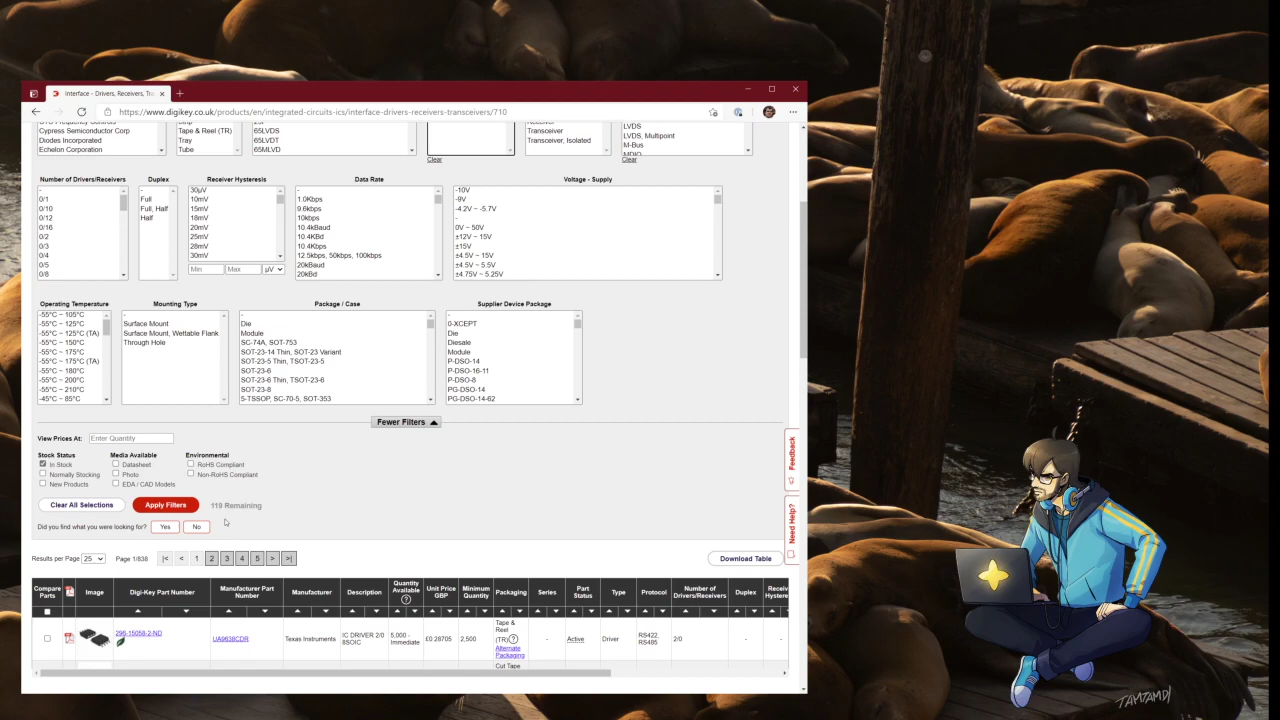 Interface - Drivers, Receivers, Tra
https://www.digikey.co.uk/products/en/integrated-circuits-ics/interface-drivers-receivers-transceivers/710
Cypress Semiconductor Corp
Diodes Incorporated
Echelon Corporation
Tape & Reel (TR)
Tray
Tube
65LVDS
65LVDT
65MLVD
Clear
Transceiver
Transceiver, Isolated
LVDS
LVDS, Multipoint
M-Bus
MDIO
Clear
Number of Drivers/Receivers
-
0/1
0/10
0/12
0/16
0/2
0/3
0/4
0/5
0/8
Duplex
-
Full
Full, Half
Half
Receiver Hysteresis
30µV
10mV
15mV
18mV
20mV
25mV
28mV
30mV
Min Max µV
Data Rate
-
1.0Kbps
9.6kbps
10kbps
10.4kBaud
10.4KBd
10.4Kbps
12.5kbps, 50kbps, 100kbps
20kBaud
20kBd
Voltage - Supply
-10V
-9V
-4.2V ~ -5.7V
-
0V ~ 50V
±12V ~ 15V
±15V
±4.5V ~ 15V
±4.5V ~ 5.5V
±4.75V ~ 5.25V
Operating Temperature
-55°C ~ 105°C
-55°C ~ 125°C
-55°C ~ 125°C (TA)
-55°C ~ 150°C
-55°C ~ 175°C
-55°C ~ 175°C (TA)
-55°C ~ 180°C
-55°C ~ 200°C
-55°C ~ 210°C
-45°C ~ 85°C
Mounting Type
-
Surface Mount
Surface Mount, Wettable Flank
Through Hole
Package / Case
-
Die
Module
SC-74A, SOT-753
SOT-23-14 Thin, SOT-23 Variant
SOT-23-5 Thin, TSOT-23-5
SOT-23-6
SOT-23-6 Thin, TSOT-23-6
SOT-23-8
5-TSSOP, SC-70-5, SOT-353
Supplier Device Package
-
0-XCEPT
Die
Diesale
Module
P-DSO-14
P-DSO-16-11
P-DSO-8
PG-DSO-14
PG-DSO-14-62
Fewer Filters
View Prices At: Enter Quantity
Stock Status
In Stock
Normally Stocking
New Products
Media Available
Datasheet
Photo
EDA / CAD Models
Environmental
RoHS Compliant
Non-RoHS Compliant
Clear All Selections Apply Filters 119 Remaining
Did you find what you were looking for? Yes No
Feedback
Need Help?
Results per Page 25 Page 1/838 |< < 1 2 3 4 5 > >| Download Table
Compare Parts Image Digi-Key Part Number Manufacturer Part Number Manufacturer Description Quantity Available ? Unit Price GBP Minimum Quantity Packaging Series Part Status Type Protocol Number of Drivers/Receivers Duplex Receiv Hystere
296-15058-2-ND UA9638CDR Texas Instruments IC DRIVER 2/0 8SOIC 5,000 - Immediate £0.28705 2,500 Tape & Reel (TR) ? Alternate Packaging - Active Driver RS422, RS485 2/0 - -
Cut Tape
TAMTAMDI